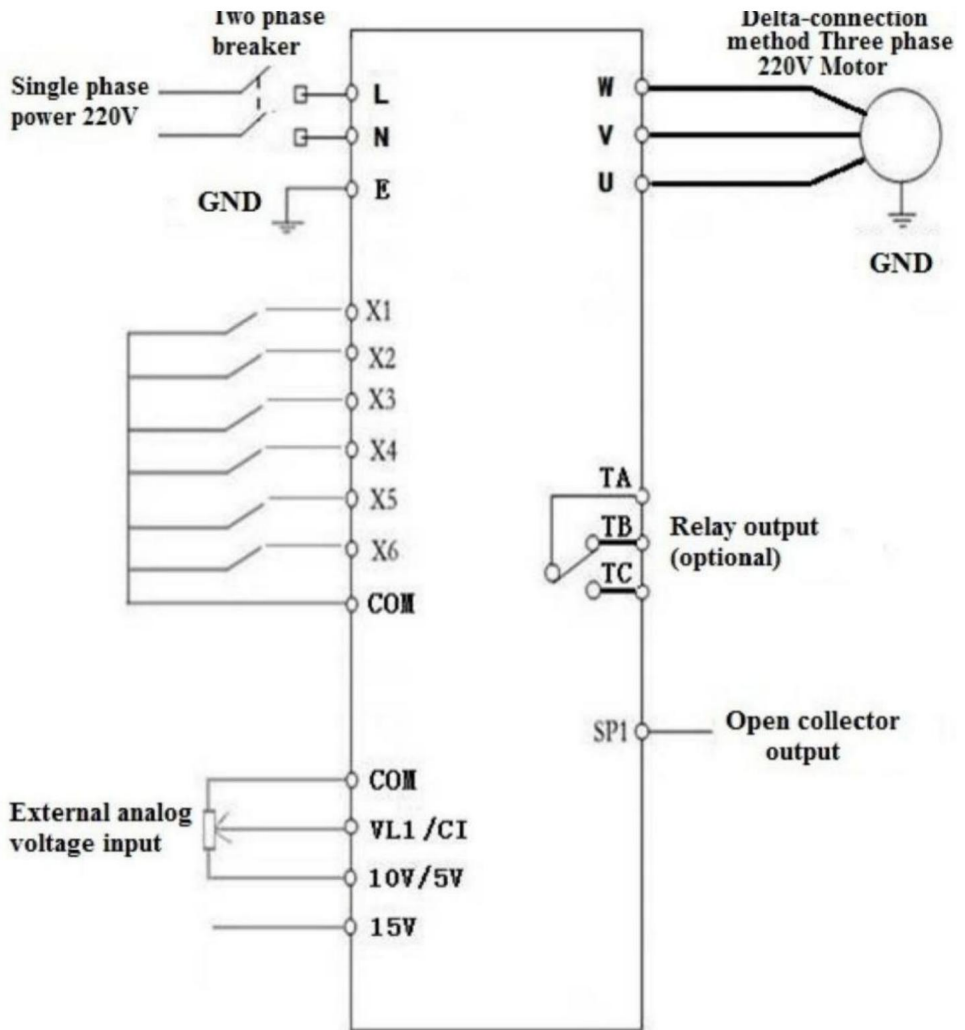 Two phase
breaker
Single phase
power 220V
L
N
E
GND
Delta-connection
method Three phase
220V Motor
W
V
U
GND
X1
X2
X3
X4
X5
X6
COM
TA
TB
TC
Relay output
(optional)
SP1
Open collector
output
External analog
voltage input
COM
VL1/CI
10V/5V
15V